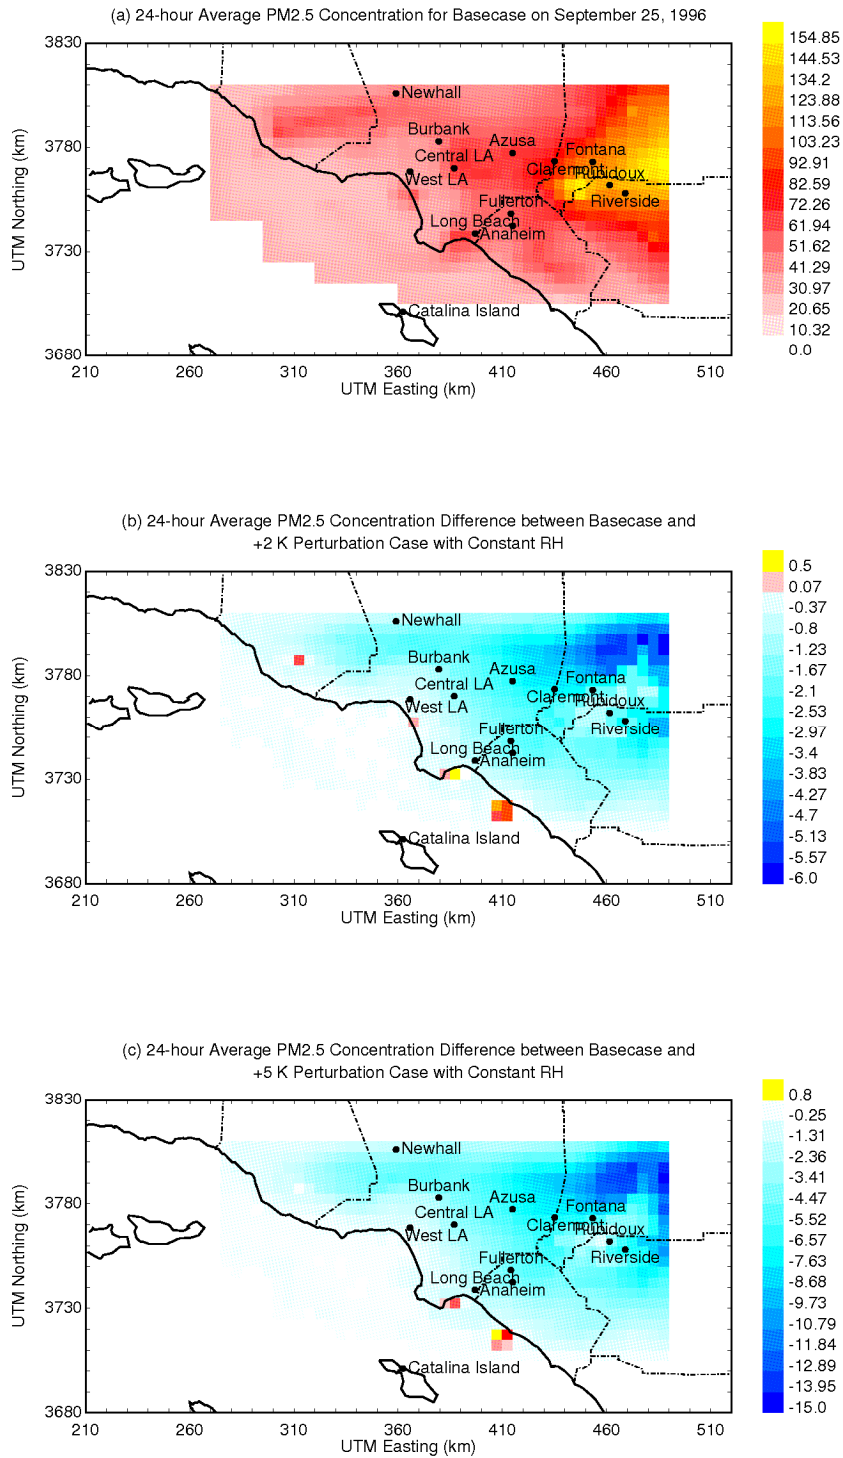 (a) 24-hour Average PM2.5 Concentration for Basecase on September 25, 1996
3830
3780
3730
3680
UTM Northing (km)
210 260 310 360 410 460 510
UTM Easting (km)
Newhall
Burbank
Azusa
Fontana
Central LA
Claremont
Rubidoux
West LA
Fullerton
Riverside
Long Beach
Anaheim
Catalina Island
154.85
144.53
134.2
123.88
113.56
103.23
92.91
82.59
72.26
61.94
51.62
41.29
30.97
20.65
10.32
0.0
(b) 24-hour Average PM2.5 Concentration Difference between Basecase and
+2 K Perturbation Case with Constant RH
3830
3780
3730
3680
UTM Northing (km)
210 260 310 360 410 460 510
UTM Easting (km)
Newhall
Burbank
Azusa
Fontana
Central LA
Claremont
Rubidoux
West LA
Fullerton
Riverside
Long Beach
Anaheim
Catalina Island
0.5
0.07
-0.37
-0.8
-1.23
-1.67
-2.1
-2.53
-2.97
-3.4
-3.83
-4.27
-4.7
-5.13
-5.57
-6.0
(c) 24-hour Average PM2.5 Concentration Difference between Basecase and
+5 K Perturbation Case with Constant RH
3830
3780
3730
3680
UTM Northing (km)
210 260 310 360 410 460 510
UTM Easting (km)
Newhall
Burbank
Azusa
Fontana
Central LA
Claremont
Rubidoux
West LA
Fullerton
Riverside
Long Beach
Anaheim
Catalina Island
0.8
-0.25
-1.31
-2.36
-3.41
-4.47
-5.52
-6.57
-7.63
-8.68
-9.73
-10.79
-11.84
-12.89
-13.95
-15.0